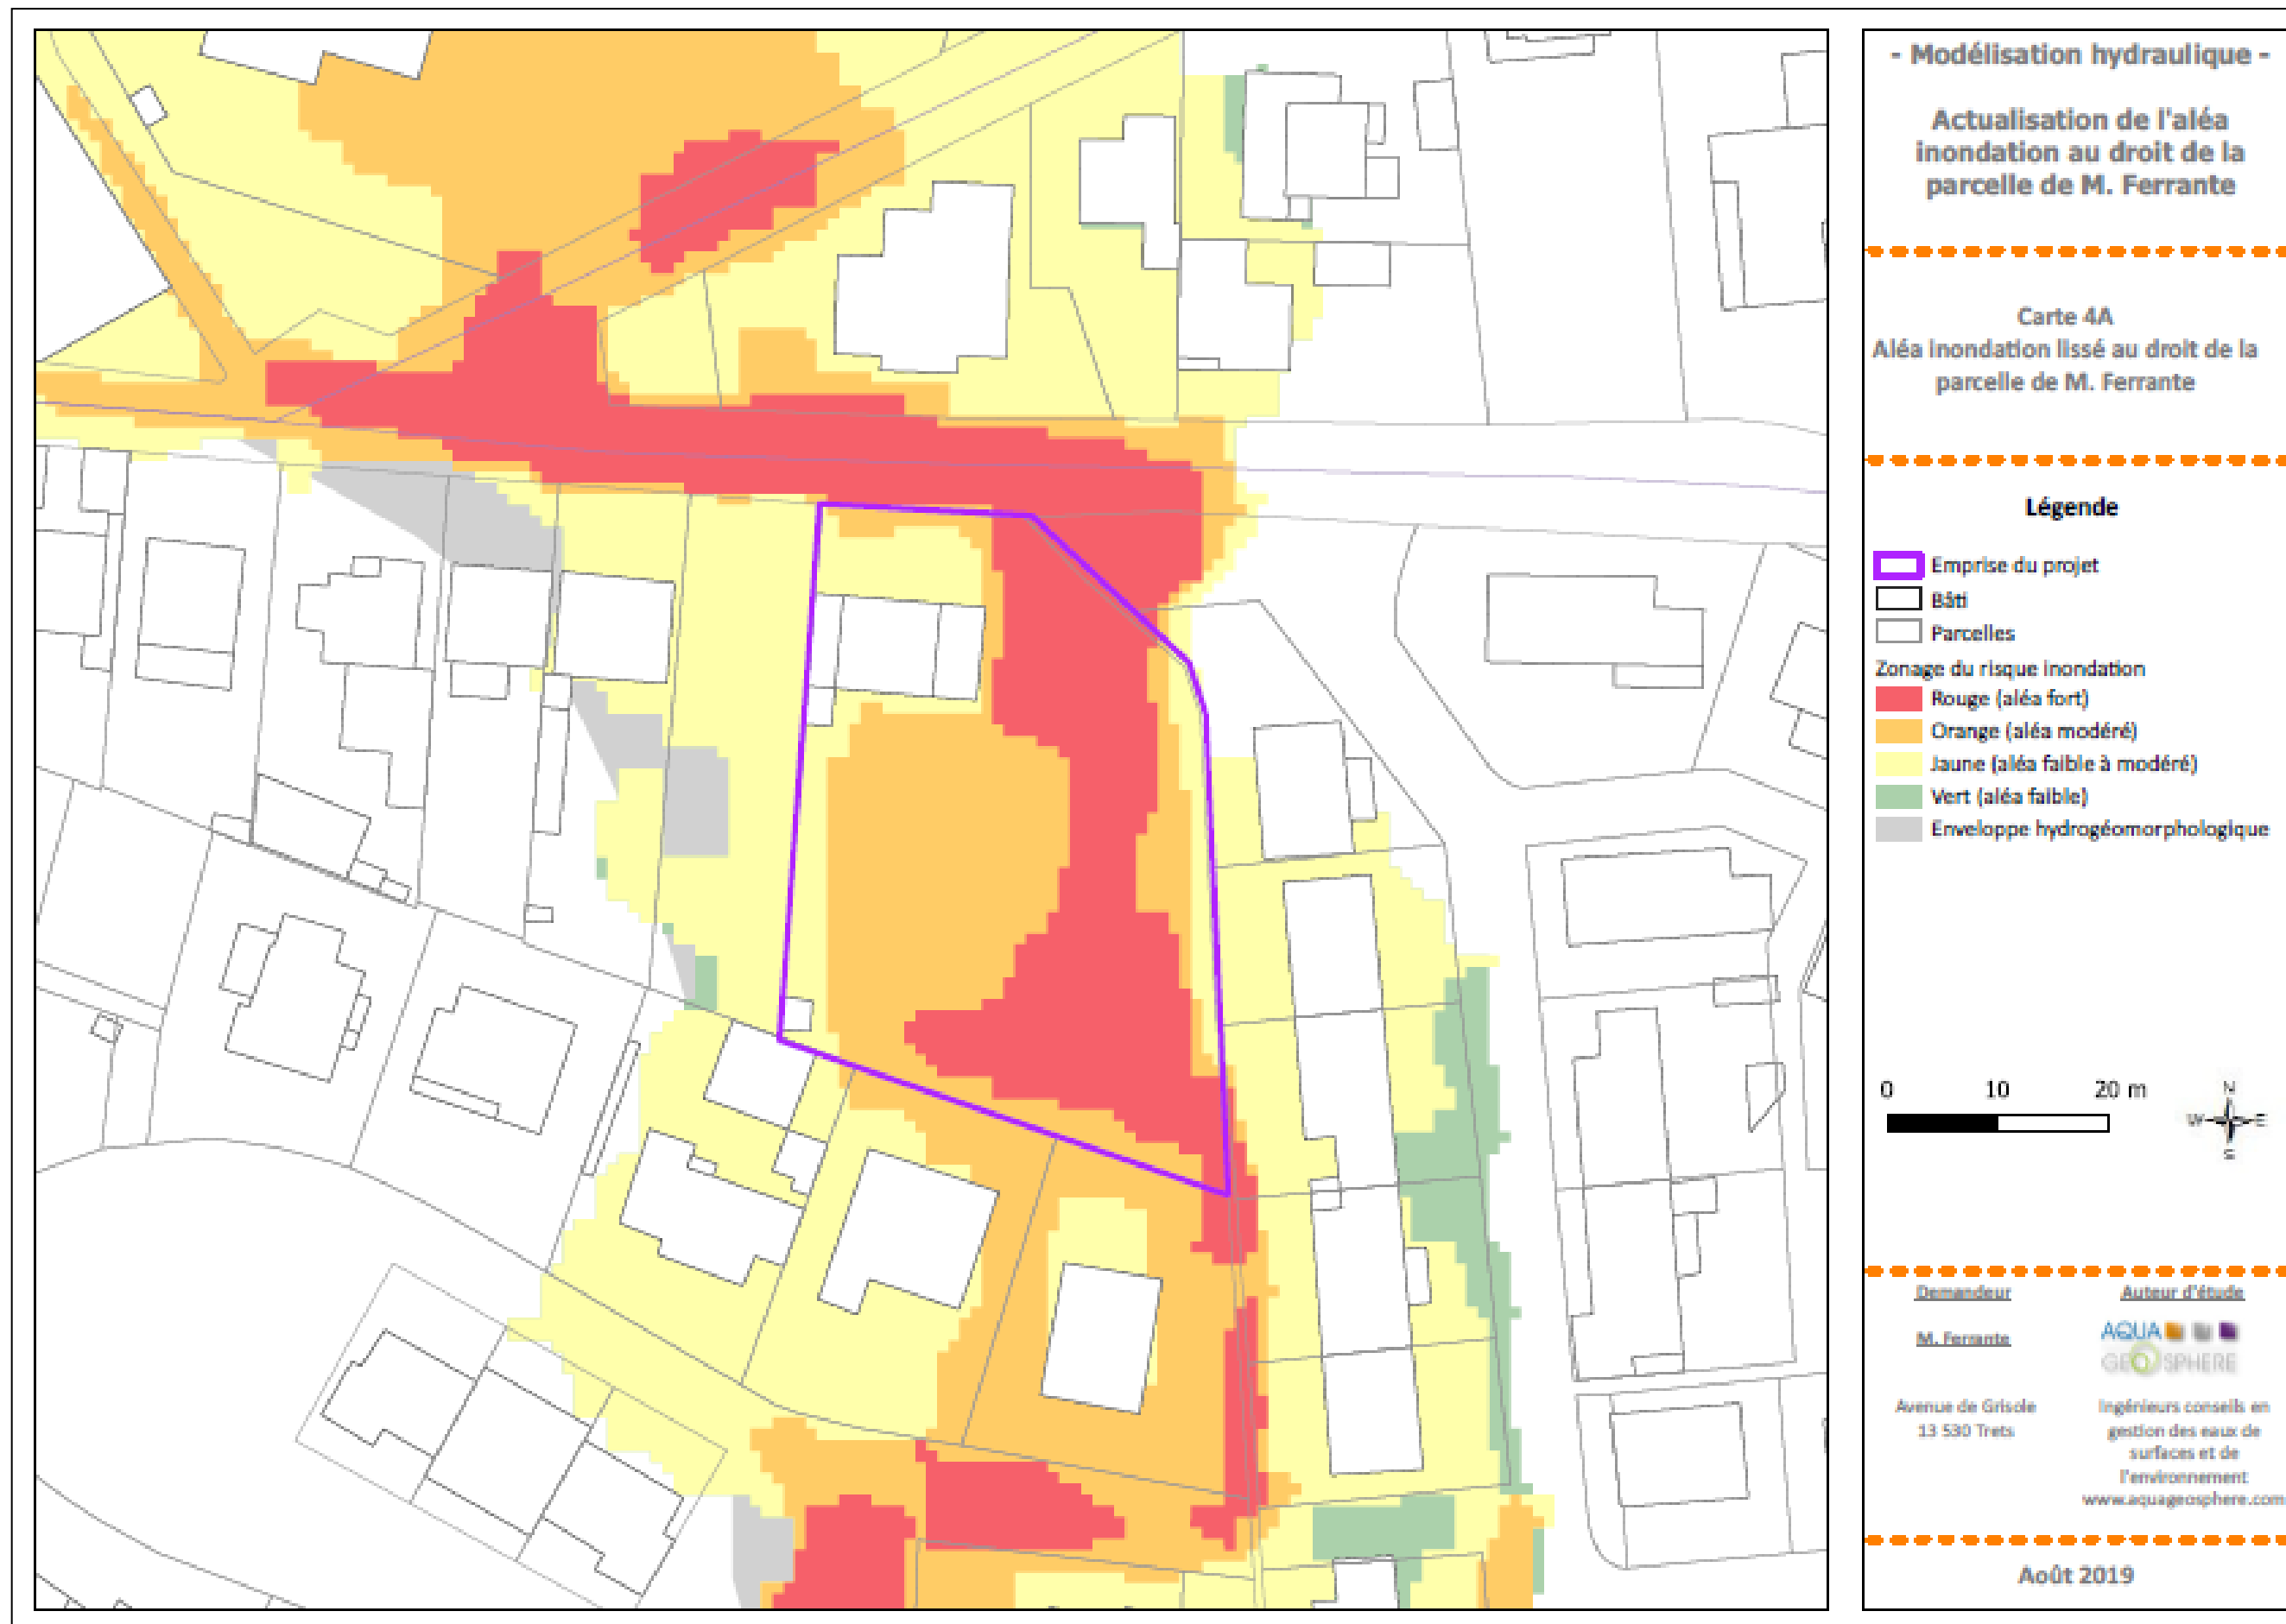 - Modélisation hydraulique -
Actualisation de l'aléa
inondation au droit de la
parcelle de M. Ferrante
Carte 4A
Aléa inondation lissé au droit de la
parcelle de M. Ferrante
Légende
Emprise du projet
Bâti
Parcelles
Zonage du risque inondation
Rouge (aléa fort)
Orange (aléa modéré)
Jaune (aléa faible à modéré)
Vert (aléa faible)
Enveloppe hydrogéomorphologique
0 10 20 m
N
W E
S
Demandeur
M. Ferrante
Avenue de Grisole
13 530 Trets
Auteur d'étude
AQUA
GEO SPHERE
Ingénieurs conseils en
gestion des eaux de
surfaces et de
l'environnement
www.aquageosphere.com
Août 2019